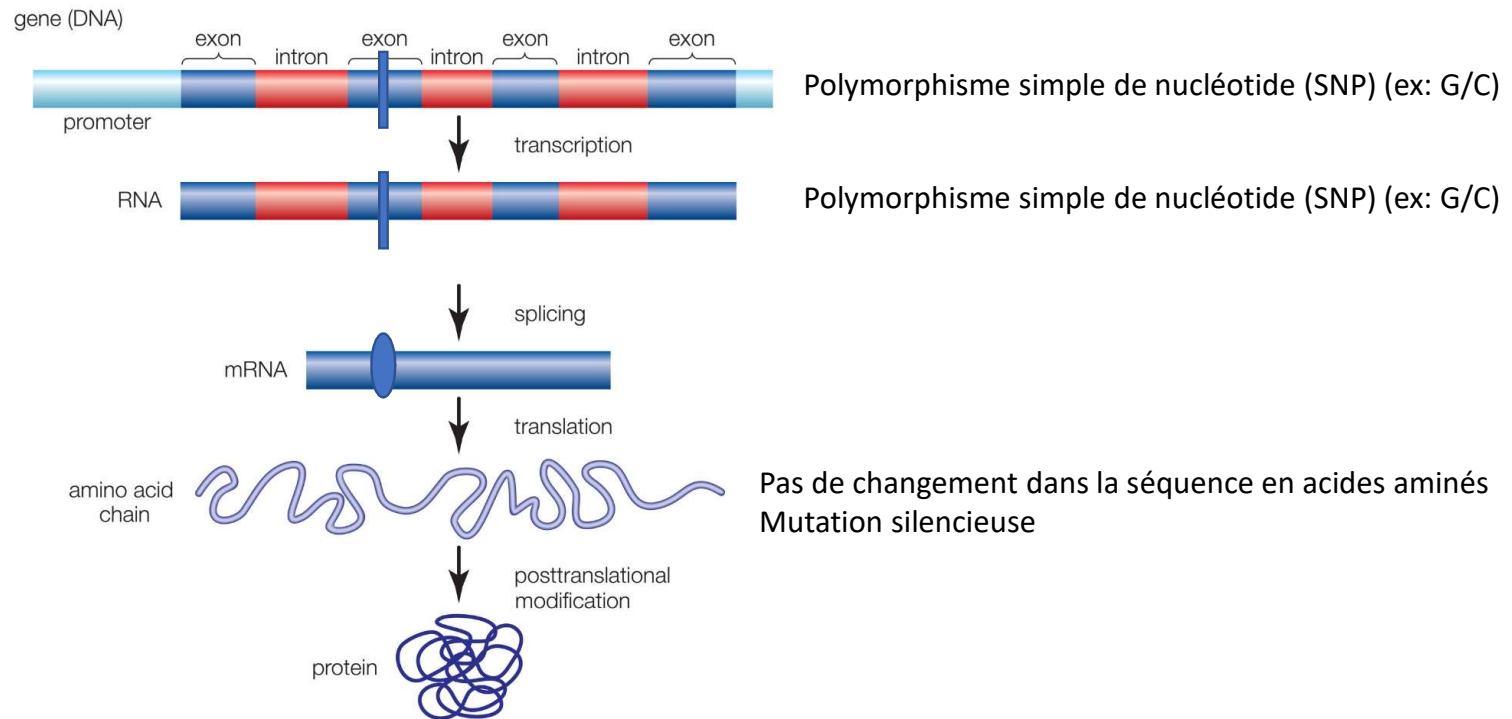 gene (DNA)
exon
intron
exon
intron
exon
intron
exon
Polymorphisme simple de nucléotide (SNP) (ex: G/C)
promoter
transcription
RNA
Polymorphisme simple de nucléotide (SNP) (ex: G/C)
splicing
mRNA
translation
amino acid
chain
Pas de changement dans la séquence en acides aminés
Mutation silencieuse
posttranslational
modification
protein